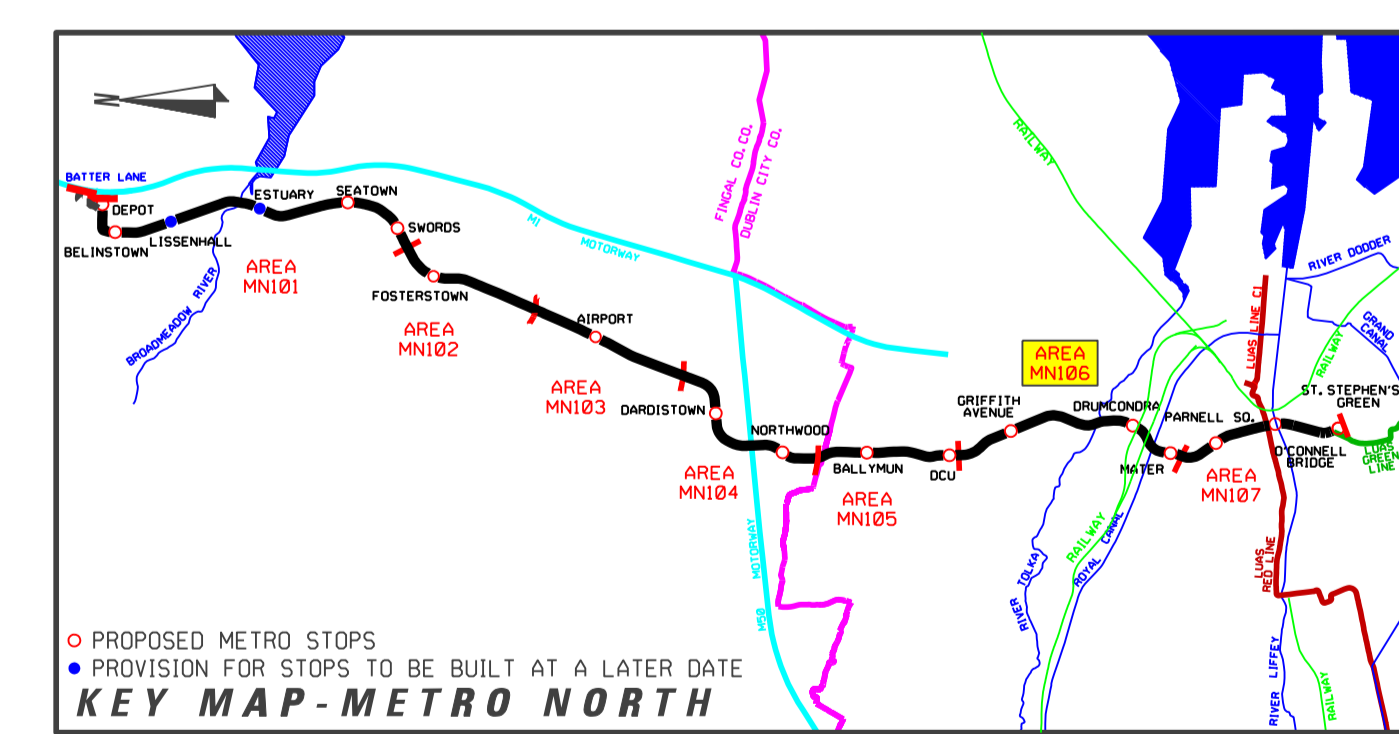 BATTER LANE
DEPOT
BELINSTOWN
LISSENHALL
ESTUARY
SEATOWN
SWORDS
BROADMEADOW RIVER
AREA
MN101
FOSTERSTOWN
AREA
MN102
M1
MOTORWAY
AIRPORT
AREA
MN103
DARDISTOWN
FINGAL CO. CO.
DUBLIN CITY CO.
NORTHWOOD
AREA
MN104
MOTORWAY
M50
BALLYMUN
AREA
MN105
DCU
GRIFFITH
AVENUE
AREA
MN106
RAILWAY
DRUMCONDRA
MATER
PARNELL SQ.
AREA
MN107
RIVER TOLKA
RAILWAY
ROYAL CANAL
LUAS LINE C1
RIVER DODDER
GRAND
CANAL
RAILWAY
ST. STEPHEN'S
GREEN
O'CONNELL
BRIDGE
LUAS
GREEN
LINE
LUAS
RED LINE
RIVER LIFFEY
RAILWAY
PROPOSED METRO STOPS
PROVISION FOR STOPS TO BE BUILT AT A LATER DATE
KEY MAP-METRO NORTH